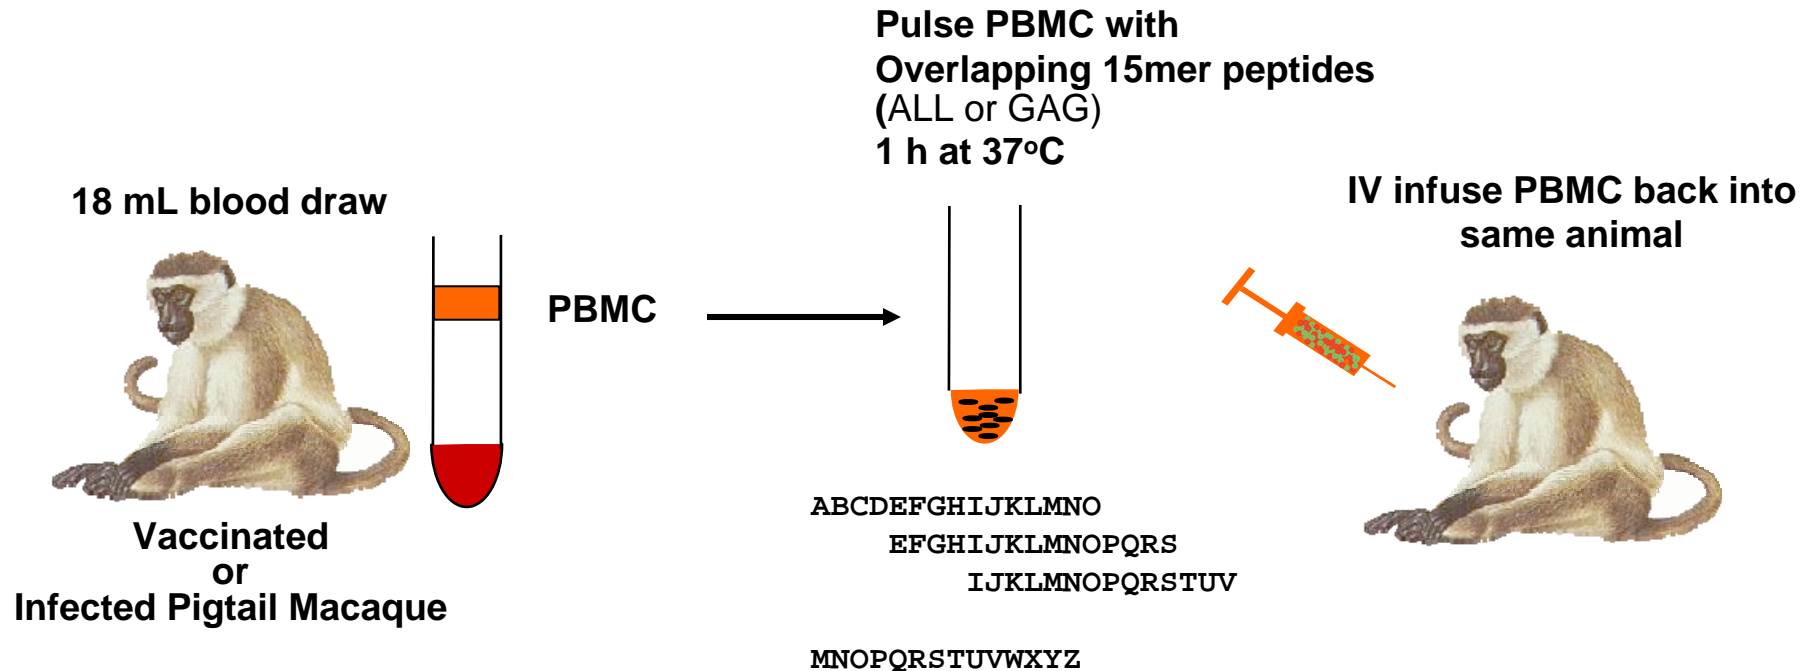 18 mL blood draw
Vaccinated
or
Infected Pigtail Macaque
PBMC
Pulse PBMC with
Overlapping 15mer peptides
(ALL or GAG)
1 h at 37ºC
ABCDEFGHIJKLMNO
EFGHIJKLMNOPQRS
IJKLMNOPQRSTUV
MNOPQRSTUVWXYZ
IV infuse PBMC back into
same animal